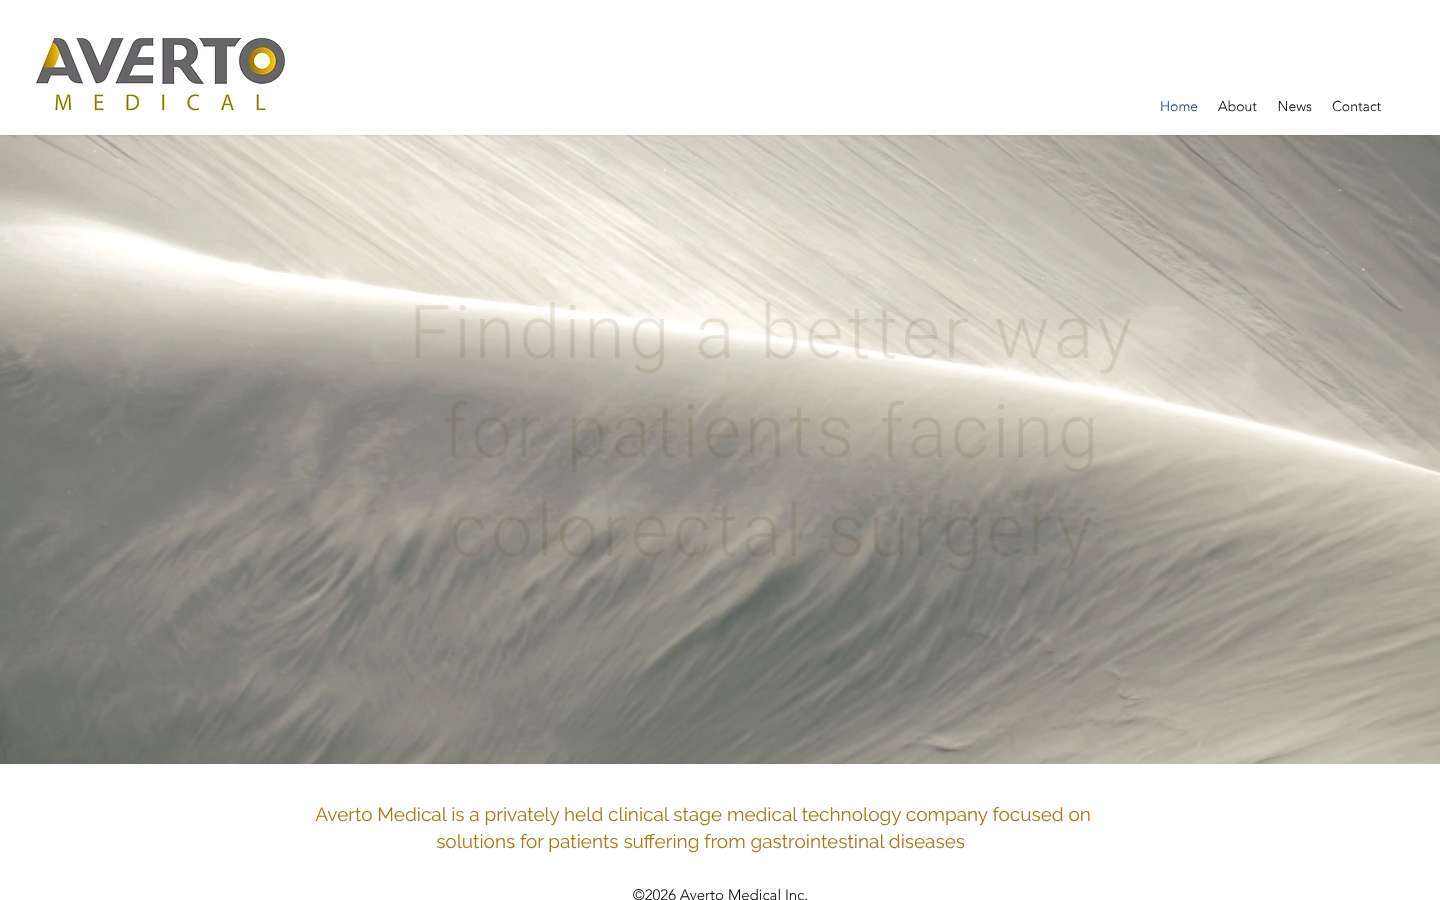 AVERTO
MEDICAL
Home About News Contact
Finding a better way
for patients facing
colorectal surgery
Averto Medical is a privately held clinical stage medical technology company focused on
solutions for patients suffering from gastrointestinal diseases
©2026 Averto Medical Inc.